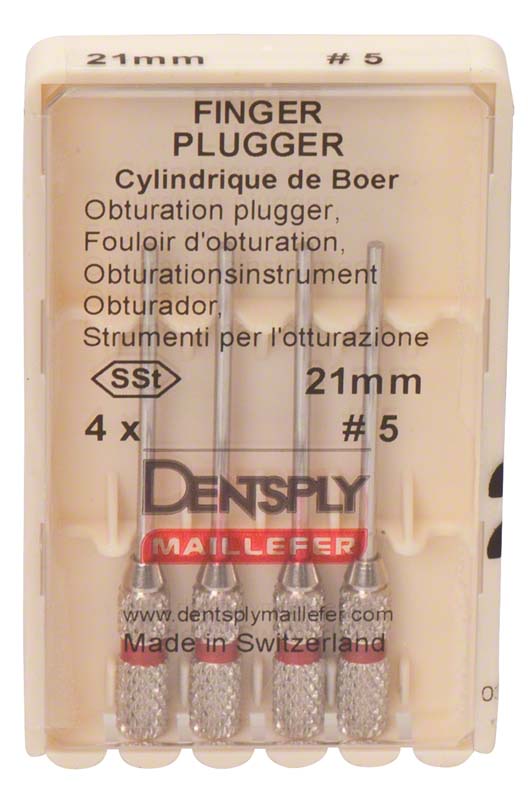 21mm # 5
FINGER
PLUGGER
Cylindrique de Boer
Obturation plugger,
Fouloir d'obturation,
Obturationsinstrument
Obturador,
Strumenti per l'otturazione
SSt 21mm
4 x # 5
DENTSPLY
MAILLEFER
www.dentsplymaillefer.com
Made in Switzerland